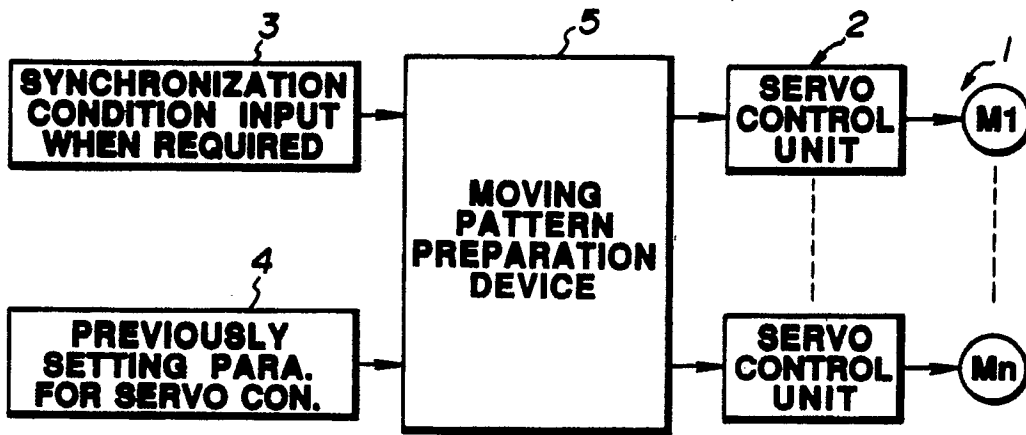 3
5
2
1
SYNCHRONIZATION
CONDITION INPUT
WHEN REQUIRED
SERVO
CONTROL
UNIT
M1
MOVING
PATTERN
PREPARATION
DEVICE
4
PREVIOUSLY
SETTING PARA.
FOR SERVO CON.
SERVO
CONTROL
UNIT
Mn